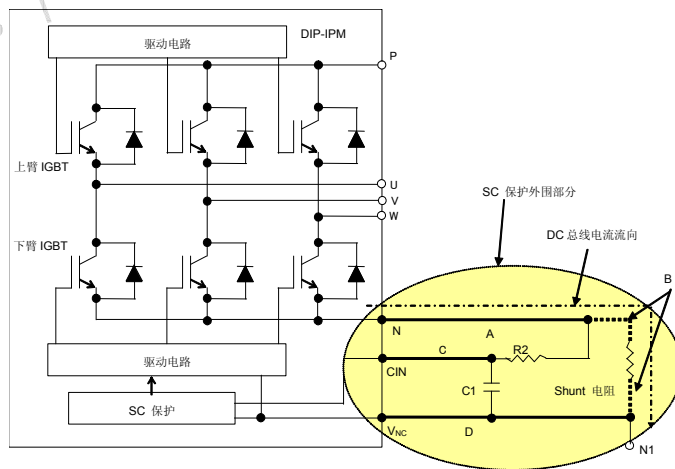 DIP-IPM
驱动电路
P
上臂 IGBT
U
V
W
SC 保护外围部分
DC 总线电流流向
下臂 IGBT
B
N
A
C
R2
CIN
驱动电路
C1
Shunt 电阻
SC 保护
VNC
D
N1